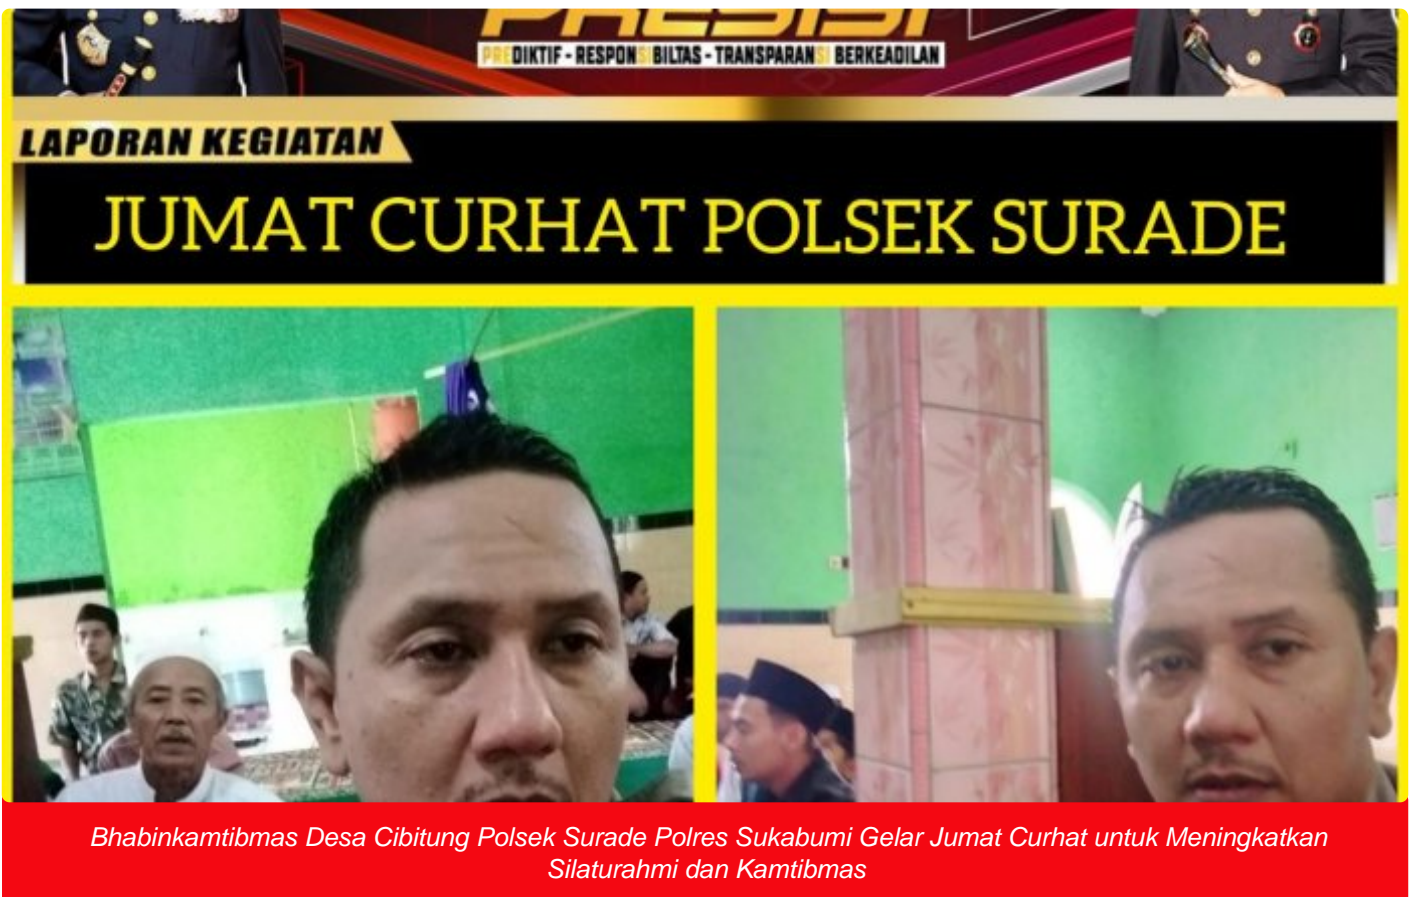 PRESISI
PREDIKTIF - RESPONSIBILTAS - TRANSPARANSI BERKEADILAN
LAPORAN KEGIATAN
JUMAT CURHAT POLSEK SURADE
Bhabinkamtibmas Desa Cibitung Polsek Surade Polres Sukabumi Gelar Jumat Curhat untuk Meningkatkan
Silaturahmi dan Kamtibmas